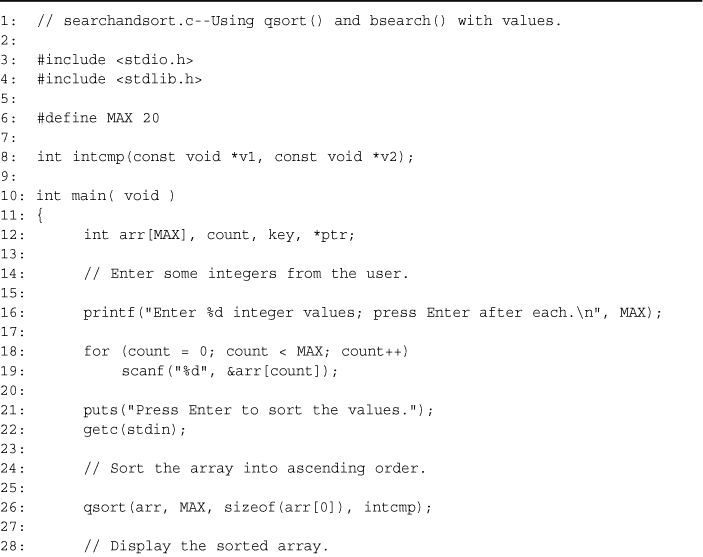 1: // searchandsort.c--Using qsort() and bsearch() with values.
2:
3: #include <stdio.h>
4: #include <stdlib.h>
5:
6: #define MAX 20
7:
8: int intcmp(const void *v1, const void *v2);
9:
10: int main( void )
11: {
12: int arr[MAX], count, key, *ptr;
13:
14: // Enter some integers from the user.
15:
16: printf("Enter %d integer values; press Enter after each.\n", MAX);
17:
18: for (count = 0; count < MAX; count++)
19: scanf("%d", &arr[count]);
20:
21: puts("Press Enter to sort the values.");
22: getc(stdin);
23:
24: // Sort the array into ascending order.
25:
26: qsort(arr, MAX, sizeof(arr[0]), intcmp);
27:
28: // Display the sorted array.